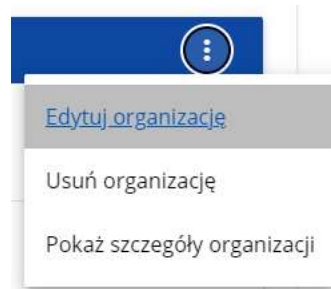 Edytuj organizację
Usuń organizację
Pokaż szczegóły organizacji